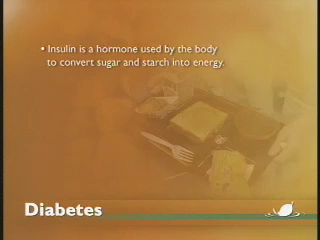 • Insulin is a hormone used by the body
to convert sugar and starch into energy.
Diabetes